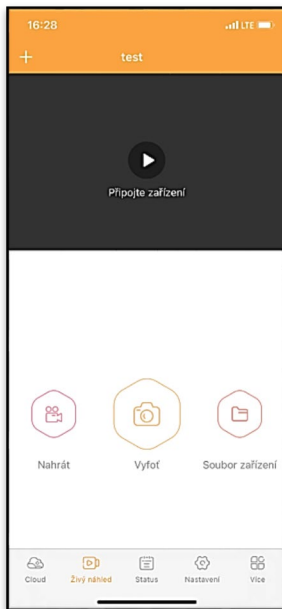 16:28 LTE
+ test
Připojte zařízení
Nahrát Vyfoť Soubor zařízení
Cloud Živý náhled Status Nastavení Více